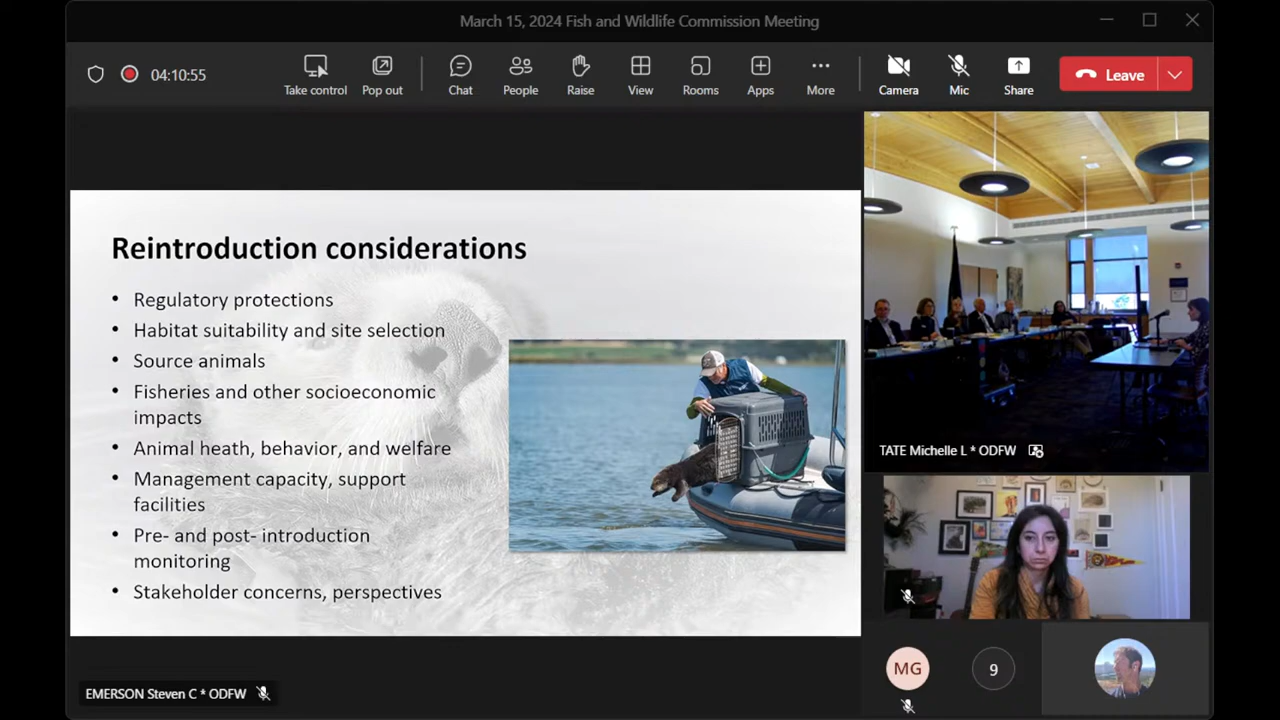 March 15, 2024 Fish and Wildlife Commission Meeting
04:10:55
Take control
Pop out
Chat
People
Raise
View
Rooms
Apps
More
Camera
Mic
Share
Leave
Reintroduction considerations
• Regulatory protections
• Habitat suitability and site selection
• Source animals
• Fisheries and other socioeconomic
impacts
• Animal heath, behavior, and welfare
• Management capacity, support
facilities
• Pre- and post- introduction
monitoring
• Stakeholder concerns, perspectives
TATE Michelle L * ODFW
MG
9
EMERSON Steven C * ODFW